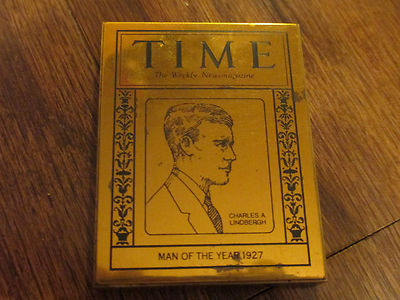 TIME
The Weekly Newsmagazine
CHARLES A
LINDBERGH
MAN OF THE YEAR, 1927